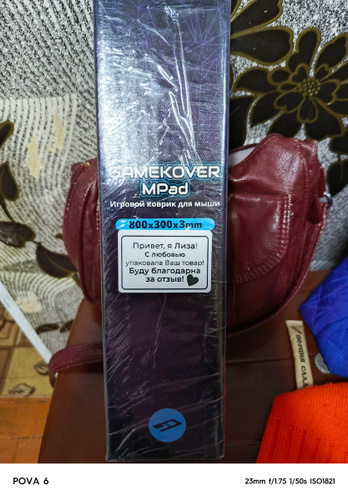 GAMEKOVER
MPad
Игровой коврик для мыши
800x300x3mm
Привет, я Лиза!
С любовью
упаковала Ваш товар!
Буду благодарна
за отзыв!
POVA 6
23mm f/1.75 1/50s ISO1821